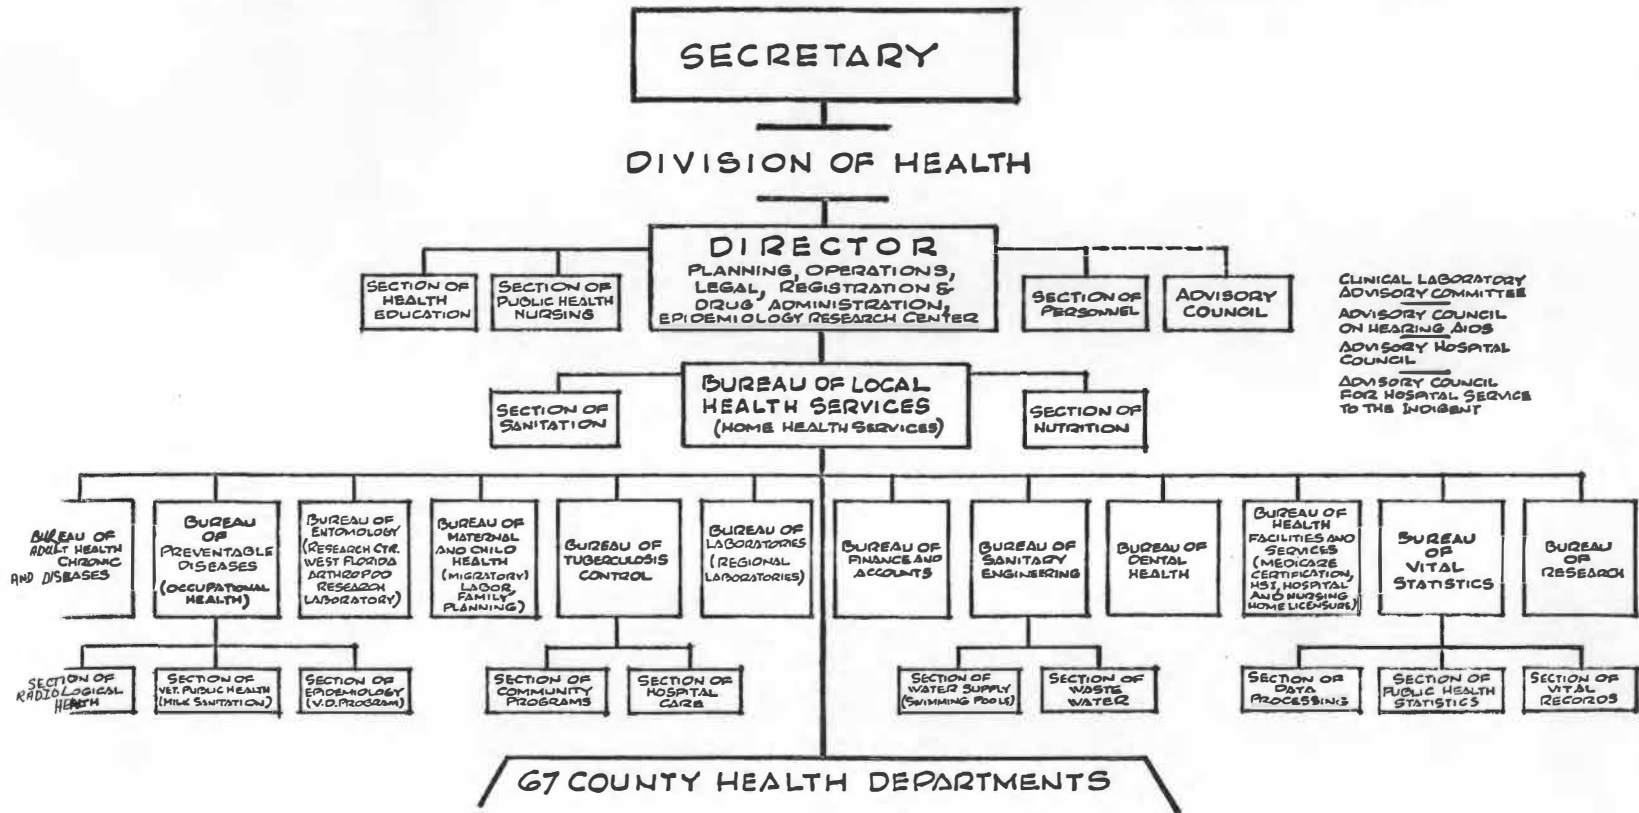 SECRETARY
DIVISION OF HEALTH
DIRECTOR
PLANNING, OPERATIONS,
LEGAL, REGISTRATION &
DRUG ADMINISTRATION,
EPIDEMIOLOGY RESEARCH CENTER
SECTION OF
HEALTH
EDUCATION
SECTION OF
PUBLIC HEALTH
NURSING
SECTION OF
PERSONNEL
ADVISORY
COUNCIL
CLINICAL LABORATORY
ADVISORY COMMITTEE
ADVISORY COUNCIL
ON HEARING AIDS
ADVISORY HOSPITAL
COUNCIL
ADVISORY COUNCIL
FOR HOSPITAL SERVICE
TO THE INDIGENT
BUREAU OF LOCAL
HEALTH SERVICES
(HOME HEALTH SERVICES)
SECTION OF
SANITATION
SECTION OF
NUTRITION
BUREAU OF
ADULT HEALTH
CHRONIC
AND DISEASES
BUREAU
OF
PREVENTABLE
DISEASES
(OCCUPATIONAL
HEALTH)
BUREAU OF
ENTOMOLOGY
(RESEARCH CTR.
WEST FLORIDA
ARTHROPOD
RESEARCH
LABORATORY)
BUREAU OF
MATERNAL
AND CHILD
HEALTH
(MIGRATORY)
LABOR,
FAMILY
PLANNING)
BUREAU OF
TUBERCULOSIS
CONTROL
BUREAU
OF
LABORATORIES
(REGIONAL
LABORATORIES)
BUREAU OF
FINANCE AND
ACCOUNTS
BUREAU OF
SANITARY
ENGINEERING
BUREAU OF
DENTAL
HEALTH
BUREAU OF
HEALTH
FACILITIES AND
SERVICES
(MEDICARE
CERTIFICATION,
HSI, HOSPITAL
AND NURSING
HOME LICENSURE)
BUREAU
OF
VITAL
STATISTICS
BUREAU
OF RESEARCH
SECTION OF
RADIOLOGICAL
HEALTH
SECTION OF
VET. PUBLIC HEALTH
(MILK SANITATION)
SECTION OF
EPIDEMIOLOGY
(V.D. PROGRAM)
SECTION OF
COMMUNITY
PROGRAMS
SECTION OF
HOSPITAL
CARE
SECTION OF
WATER SUPPLY
(SWIMMING POOLS)
SECTION OF
WASTE
WATER
SECTION OF
DATA
PROCESSING
SECTION OF
PUBLIC HEALTH
STATISTICS
SECTION OF
VITAL
RECORDS
67 COUNTY HEALTH DEPARTMENTS